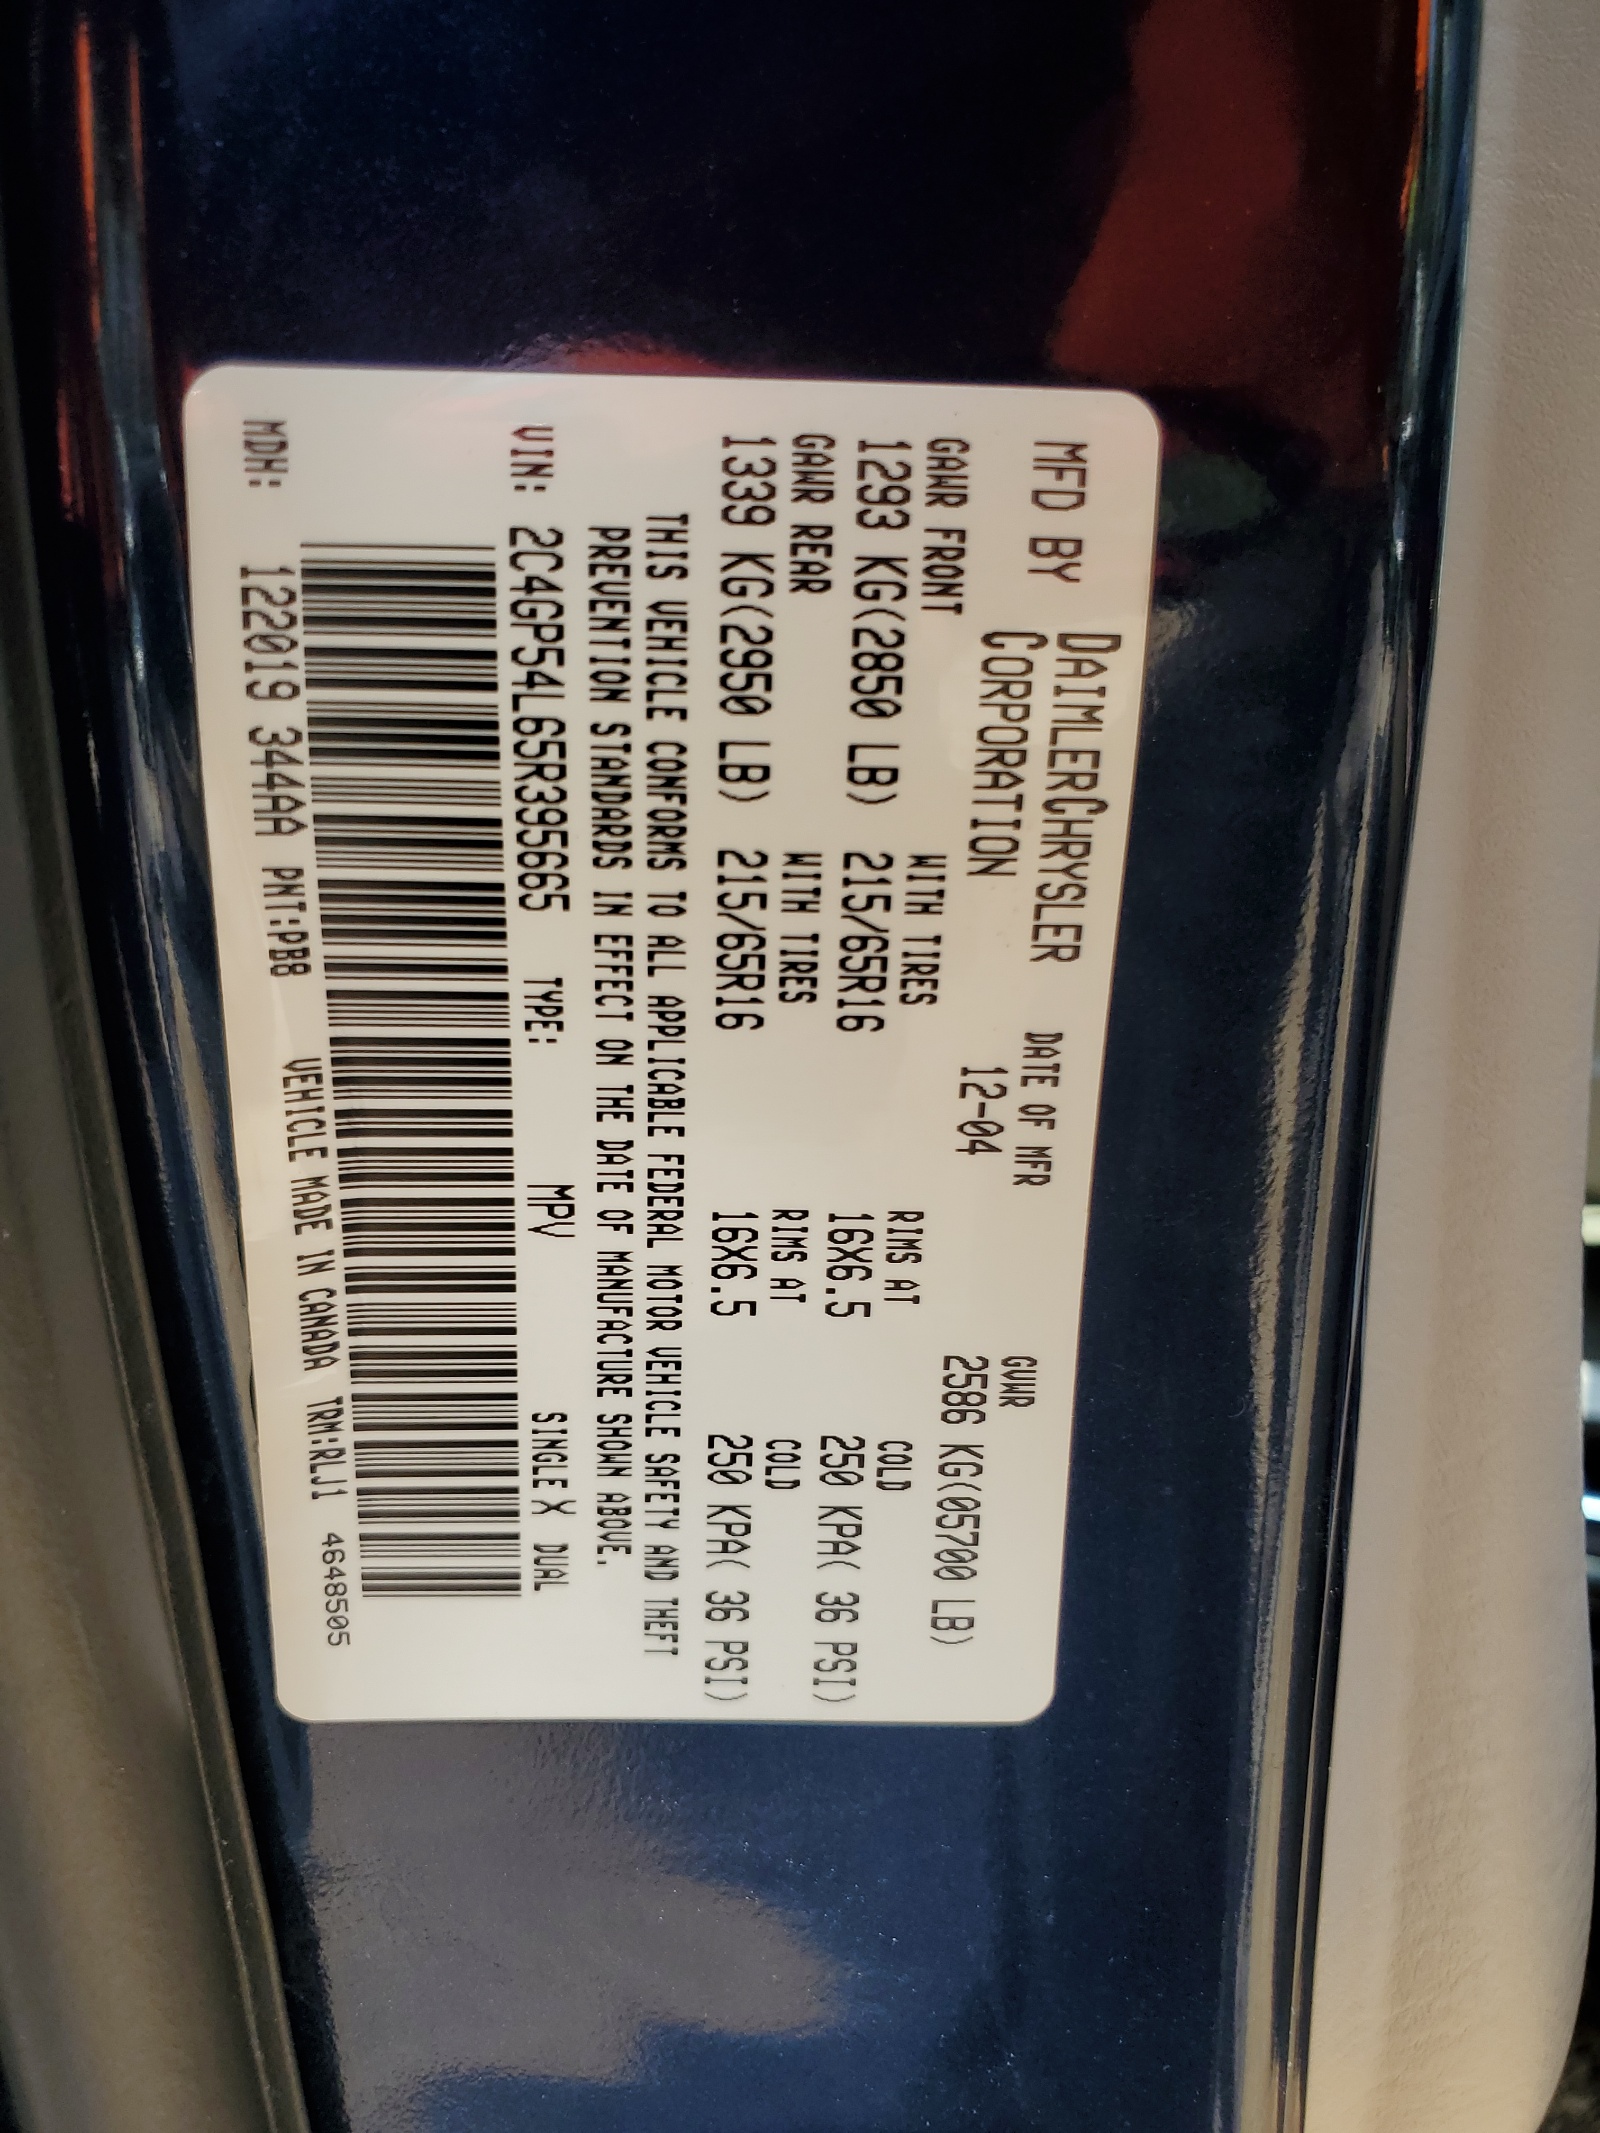 MFD BY DAIMLERCHRYSLER CORPORATION
DATE OF MFR 12-04
GVWR 2586 KG(05700 LB)
GAWR FRONT WITH TIRES RIMS AT COLD
1293 KG(2850 LB) 215/65R16 16X6.5 250 KPA( 36 PSI)
GAWR REAR WITH TIRES RIMS AT COLD
1339 KG(2950 LB) 215/65R16 16X6.5 250 KPA( 36 PSI)
THIS VEHICLE CONFORMS TO ALL APPLICABLE FEDERAL MOTOR VEHICLE SAFETY AND THEFT
PREVENTION STANDARDS IN EFFECT ON THE DATE OF MANUFACTURE SHOWN ABOVE.
VIN: 2C4GP54L65R395665 TYPE: MPV SINGLE X DUAL
MDH: 122019 344AA PNT:PB8 VEHICLE MADE IN CANADA TRM:RLJ1 4648505